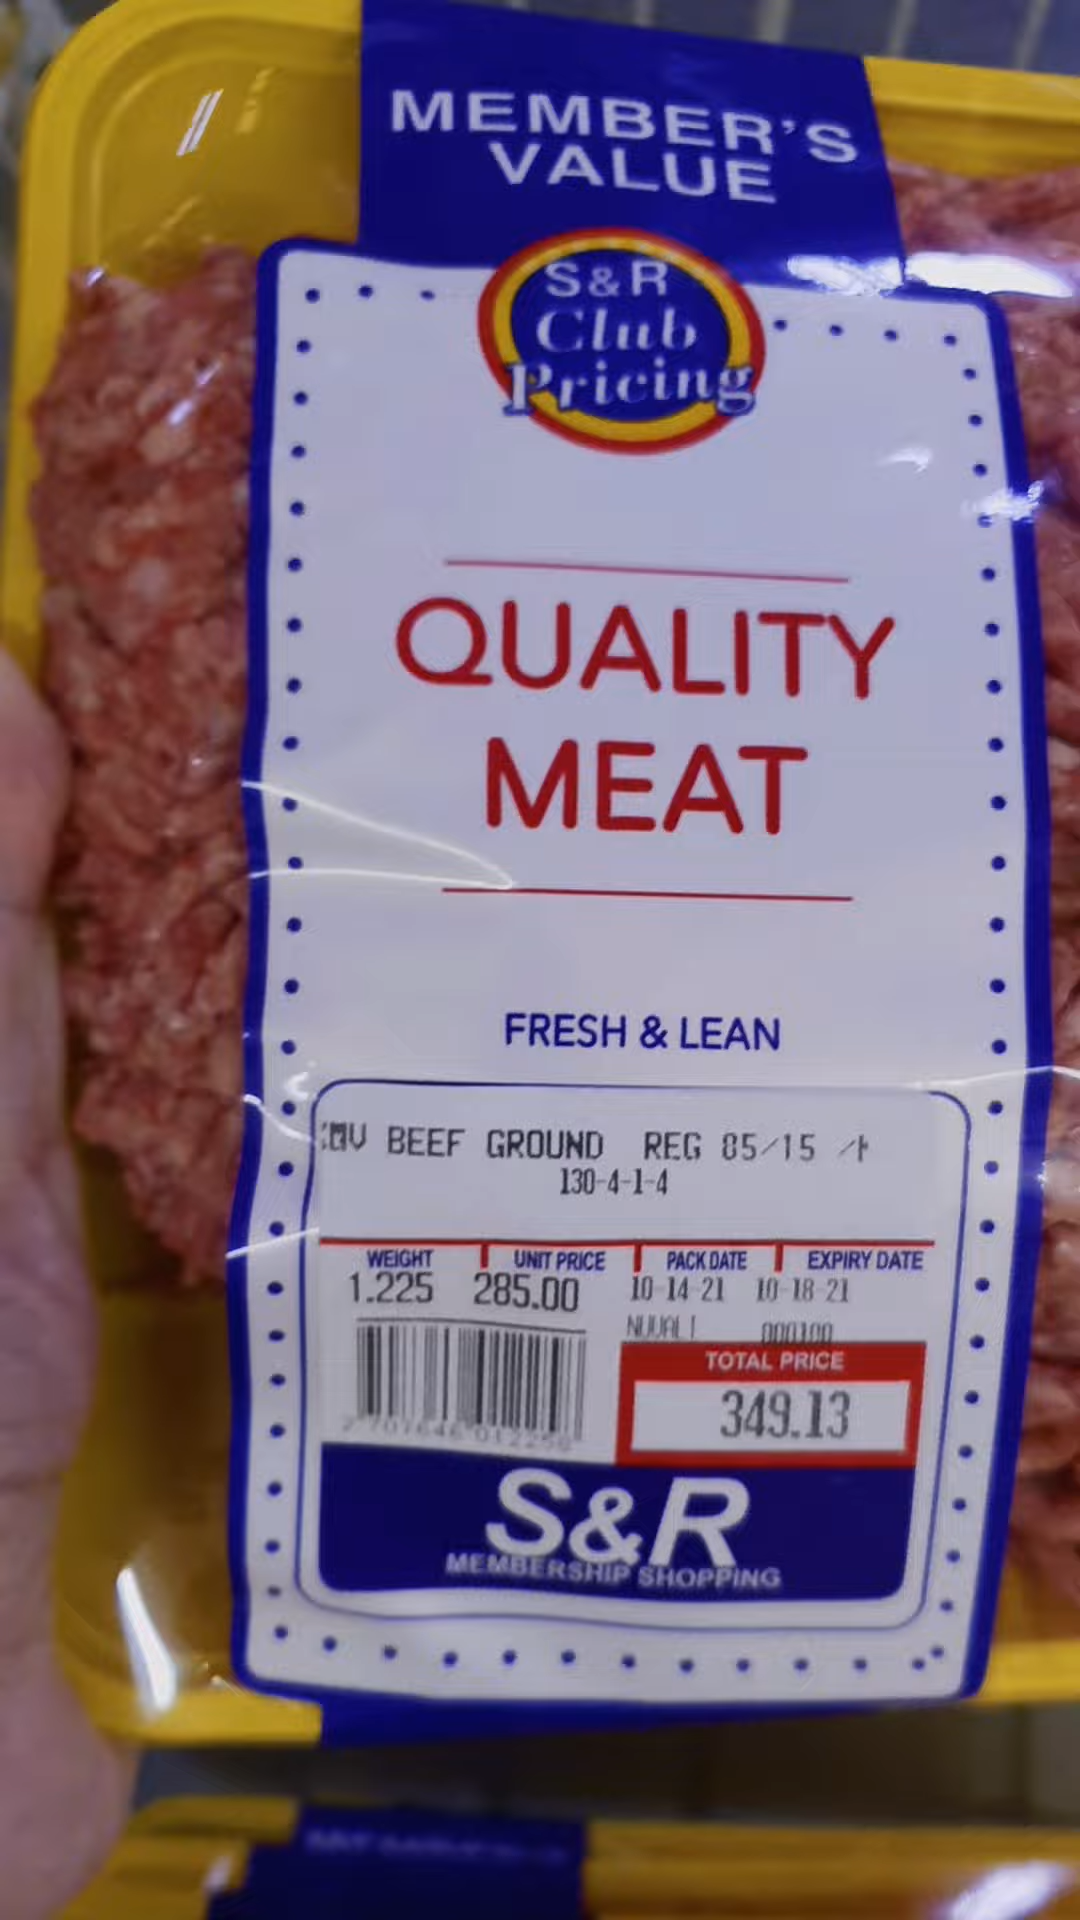 MEMBER'S
VALUE
S&R
Club
Pricing
QUALITY
MEAT
FRESH & LEAN
BEEF GROUND REG 85/15
130-4-1-4
WEIGHT UNIT PRICE PACK DATE EXPIRY DATE
1.225 285.00 10-14-21 10-18-21
NUVALI 000100
TOTAL PRICE
349.13
S&R
MEMBERSHIP SHOPPING